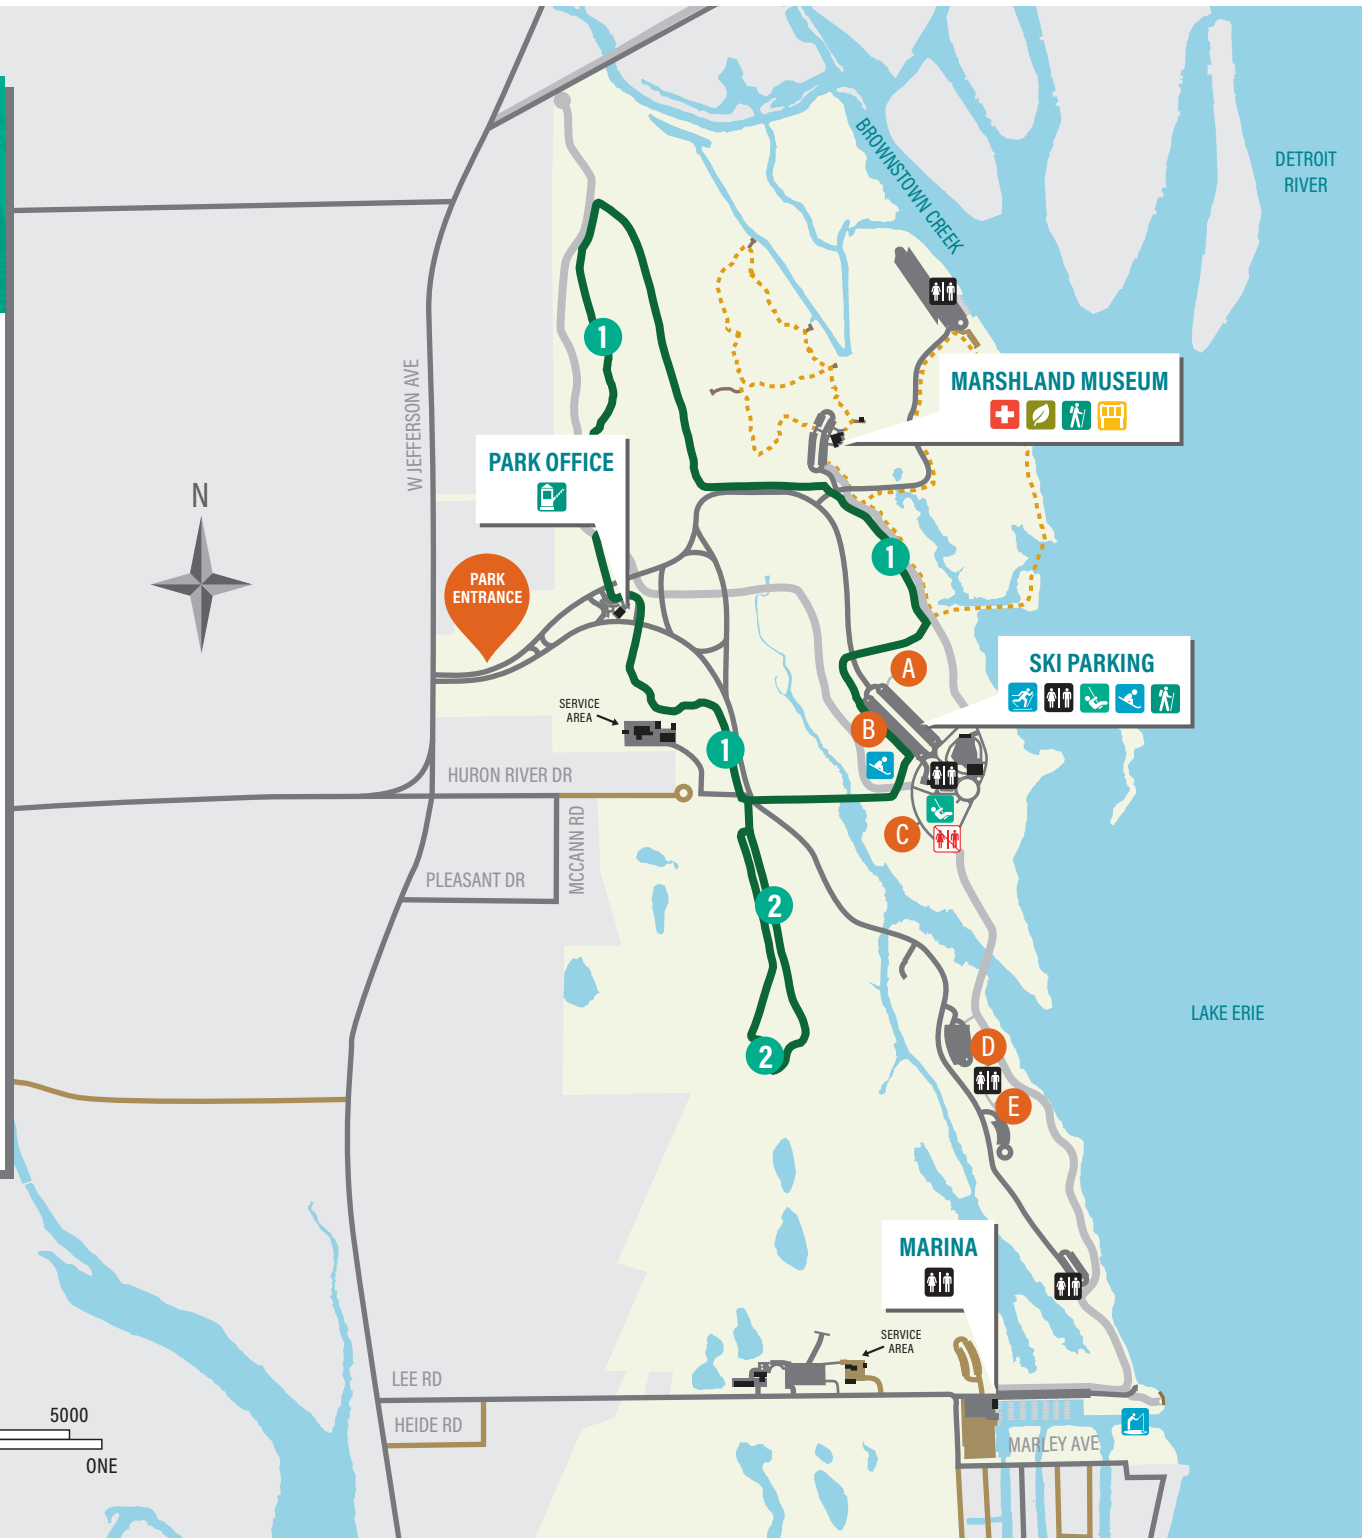 DETROIT
RIVER
BROWNSTOWN CREEK
1
W JEFFERSON AVE
MARSHLAND MUSEUM
PARK OFFICE
N
PARK
ENTRANCE
1
SKI PARKING
A
B
SERVICE
AREA
1
HURON RIVER DR
MCCANN RD
C
PLEASANT DR
2
LAKE ERIE
D
2
E
MARINA
SERVICE
AREA
LEE RD
HEIDE RD
MARLEY AVE
5000
ONE